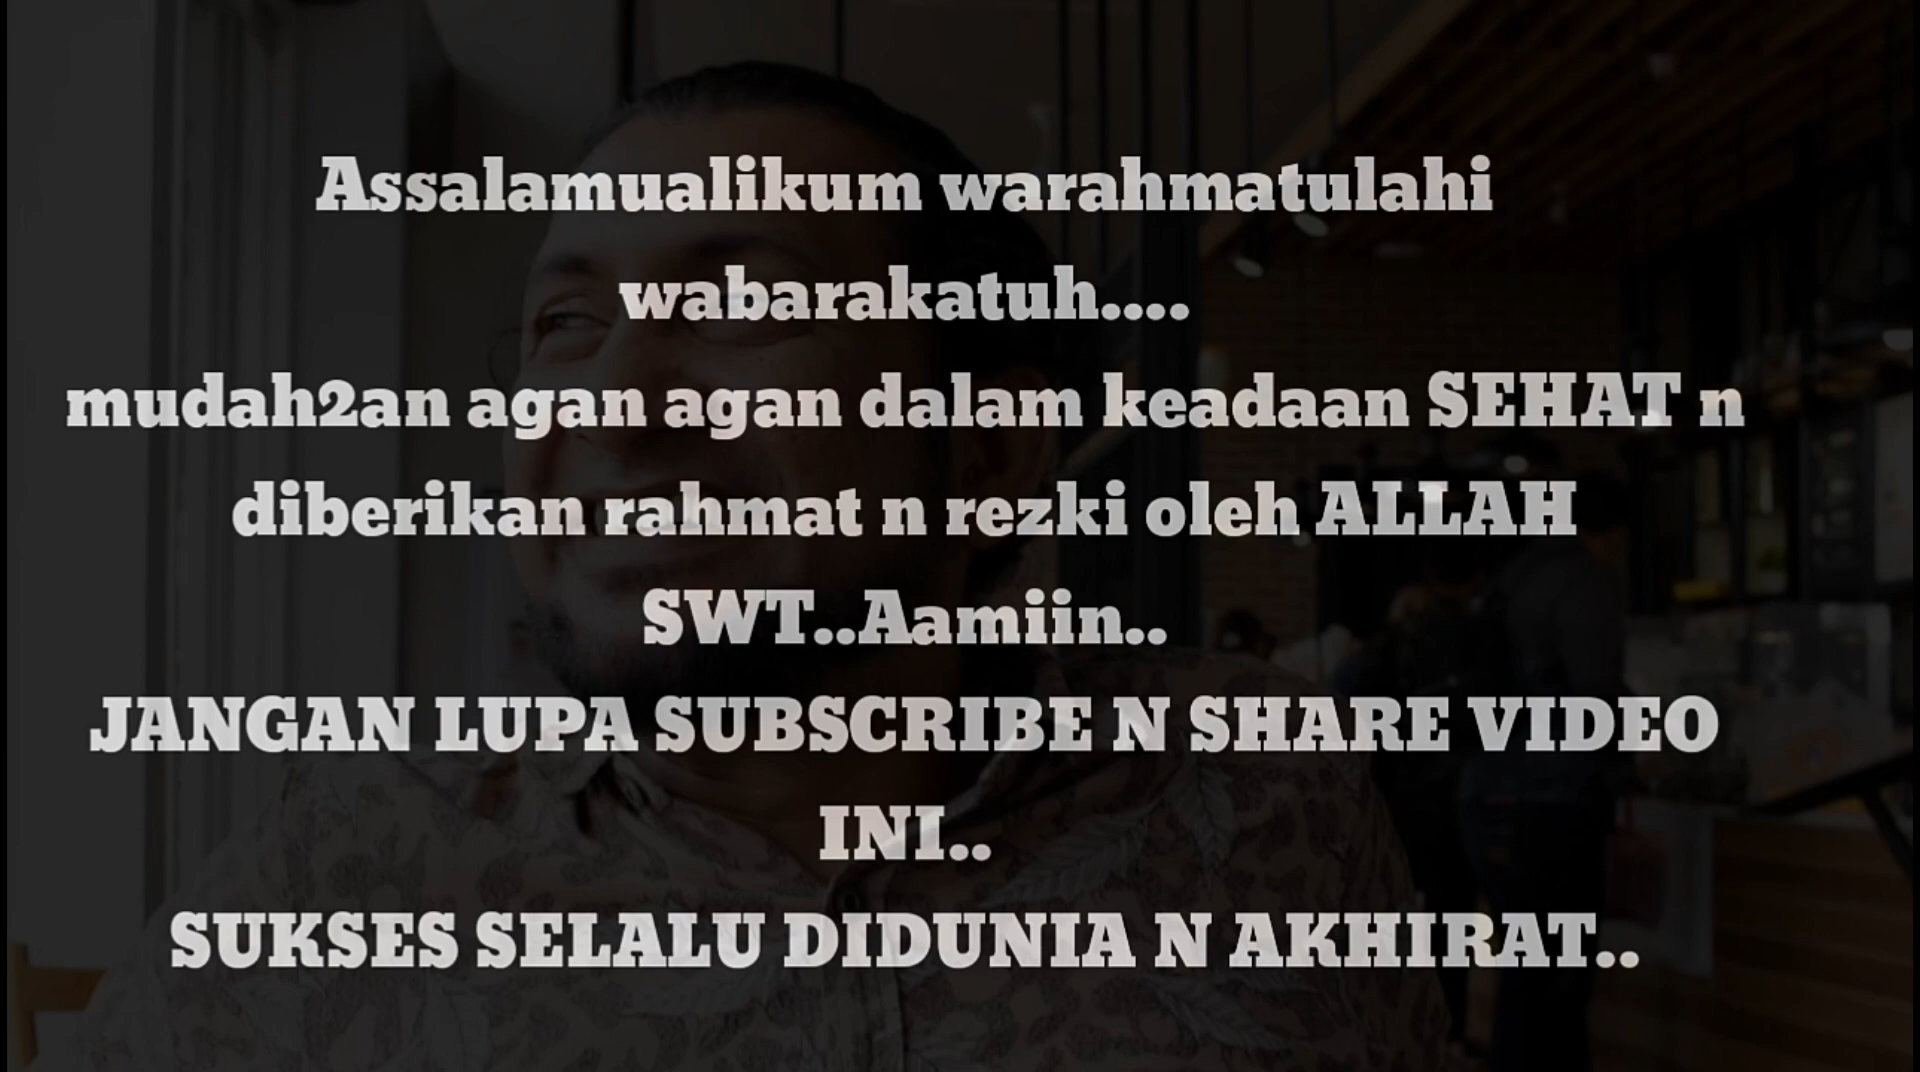 Assalamualikum warahmatulahi
wabarakatuh....
mudah2an agan agan dalam keadaan SEHAT n
diberikan rahmat n rezki oleh ALLAH
SWT..Aamiin..
JANGAN LUPA SUBSCRIBE N SHARE VIDEO
INI..
SUKSES SELALU DIDUNIA N AKHIRAT..